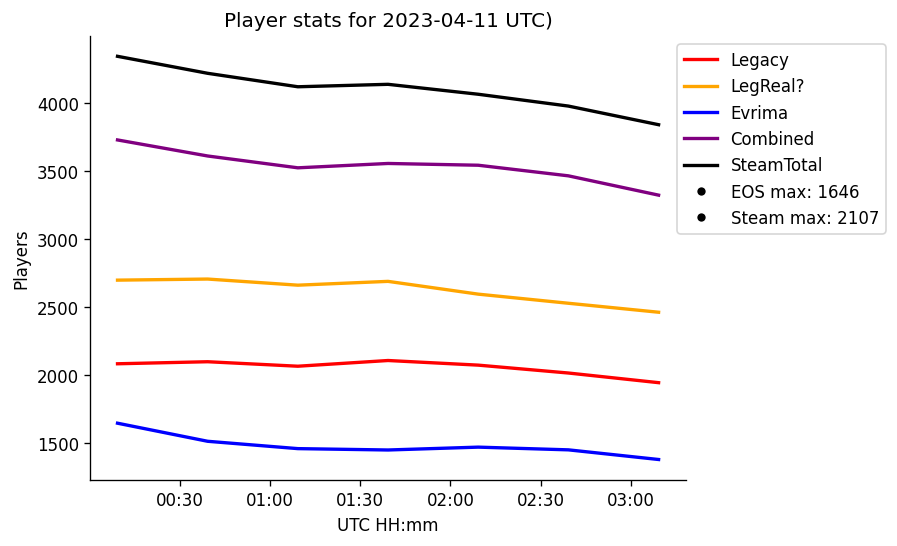 Player stats for 2023-04-11 UTC)
Legacy
LegReal?
Evrima
Combined
SteamTotal
EOS max: 1646
Steam max: 2107
Players
4000
3500
3000
2500
2000
1500
00:30 01:00 01:30 02:00 02:30 03:00
UTC HH:mm